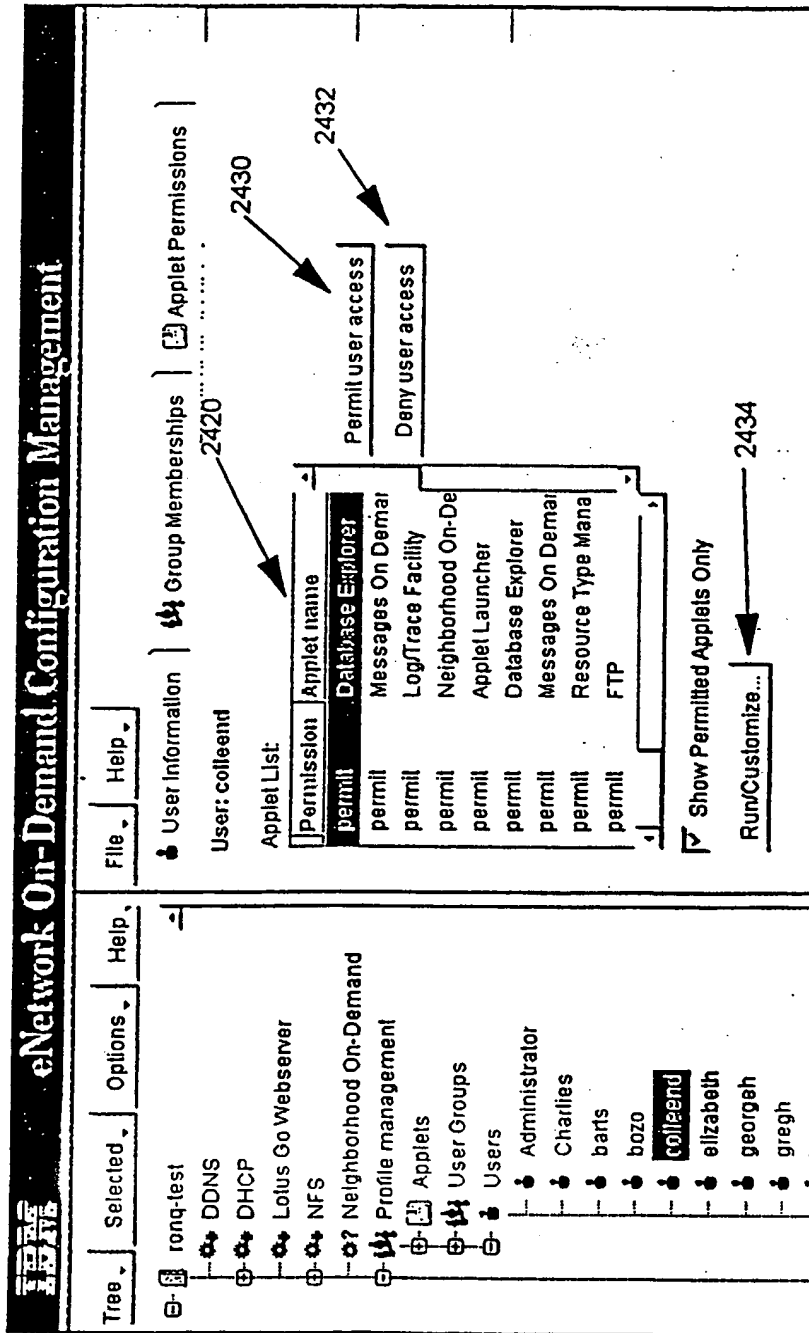 IBM eNetwork On-Demand Configuration Management
Tree Selected Options Help
ronq-test
DDNS
DHCP
Lotus Go Webserver
NFS
Neighborhood On-Demand
Profile management
Applets
User Groups
Users
Administrator
Charlies
barts
bozo
colleend
elizabeth
georgeh
gregh
File Help
User Information Group Memberships Applet Permissions
User: colleend
Applet List:
2420
Permission Applet name
permit Database Explorer
permit Messages On Demar
permit Log/Trace Facility
permit Neighborhood On-De
permit Applet Launcher
permit Database Explorer
permit Messages On Demar
permit Resource Type Mana
permit FTP
2430
Permit user access
2432
Deny user access
Show Permitted Applets Only
Run/Customize...
2434